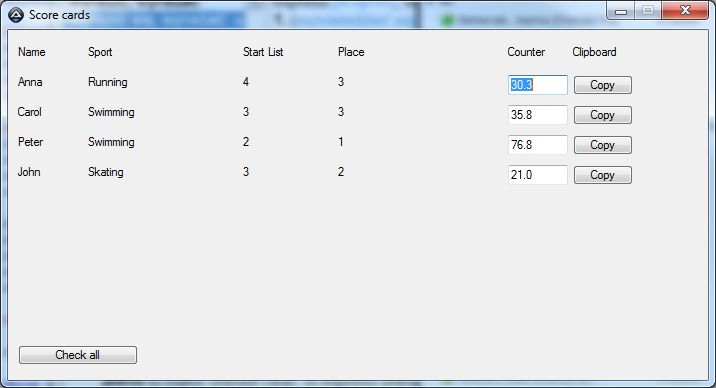 Score cards
Name Sport Start List Place Counter Clipboard
Anna Running 4 3 30.3 Copy
Carol Swimming 3 3 35.8 Copy
Peter Swimming 2 1 76.8 Copy
John Skating 3 2 21.0 Copy
Check all